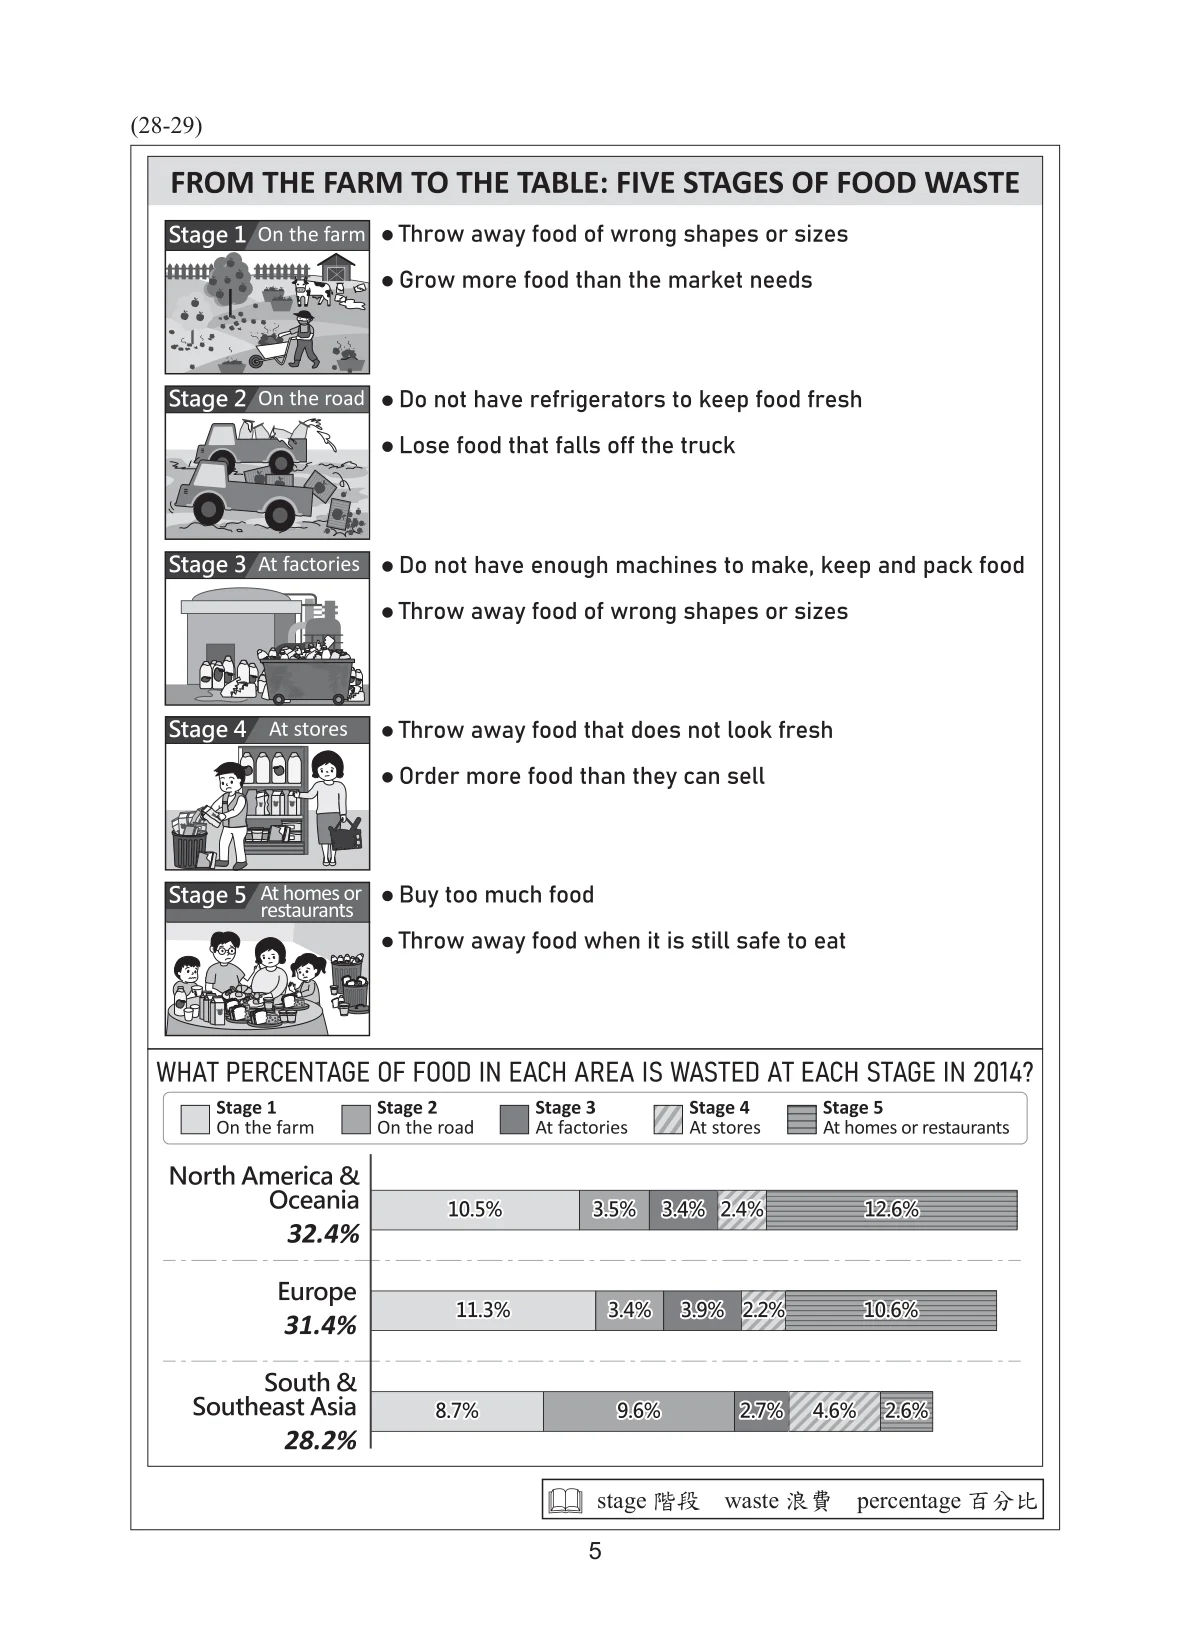 (28-29)
FROM THE FARM TO THE TABLE: FIVE STAGES OF FOOD WASTE
Stage 1 On the farm
● Throw away food of wrong shapes or sizes
● Grow more food than the market needs
Stage 2 On the road
● Do not have refrigerators to keep food fresh
● Lose food that falls off the truck
Stage 3 At factories
● Do not have enough machines to make, keep and pack food
● Throw away food of wrong shapes or sizes
Stage 4 At stores
● Throw away food that does not look fresh
● Order more food than they can sell
Stage 5 At homes or
restaurants
● Buy too much food
● Throw away food when it is still safe to eat
WHAT PERCENTAGE OF FOOD IN EACH AREA IS WASTED AT EACH STAGE IN 2014?
Stage 1
On the farm
Stage 2
On the road
Stage 3
At factories
Stage 4
At stores
Stage 5
At homes or restaurants
North America &
Oceania
32.4%
10.5% 3.5% 3.4% 2.4% 12.6%
Europe
31.4%
11.3% 3.4% 3.9% 2.2% 10.6%
South &
Southeast Asia
28.2%
8.7% 9.6% 2.7% 4.6% 2.6%
stage 階段 waste 浪費 percentage 百分比
5